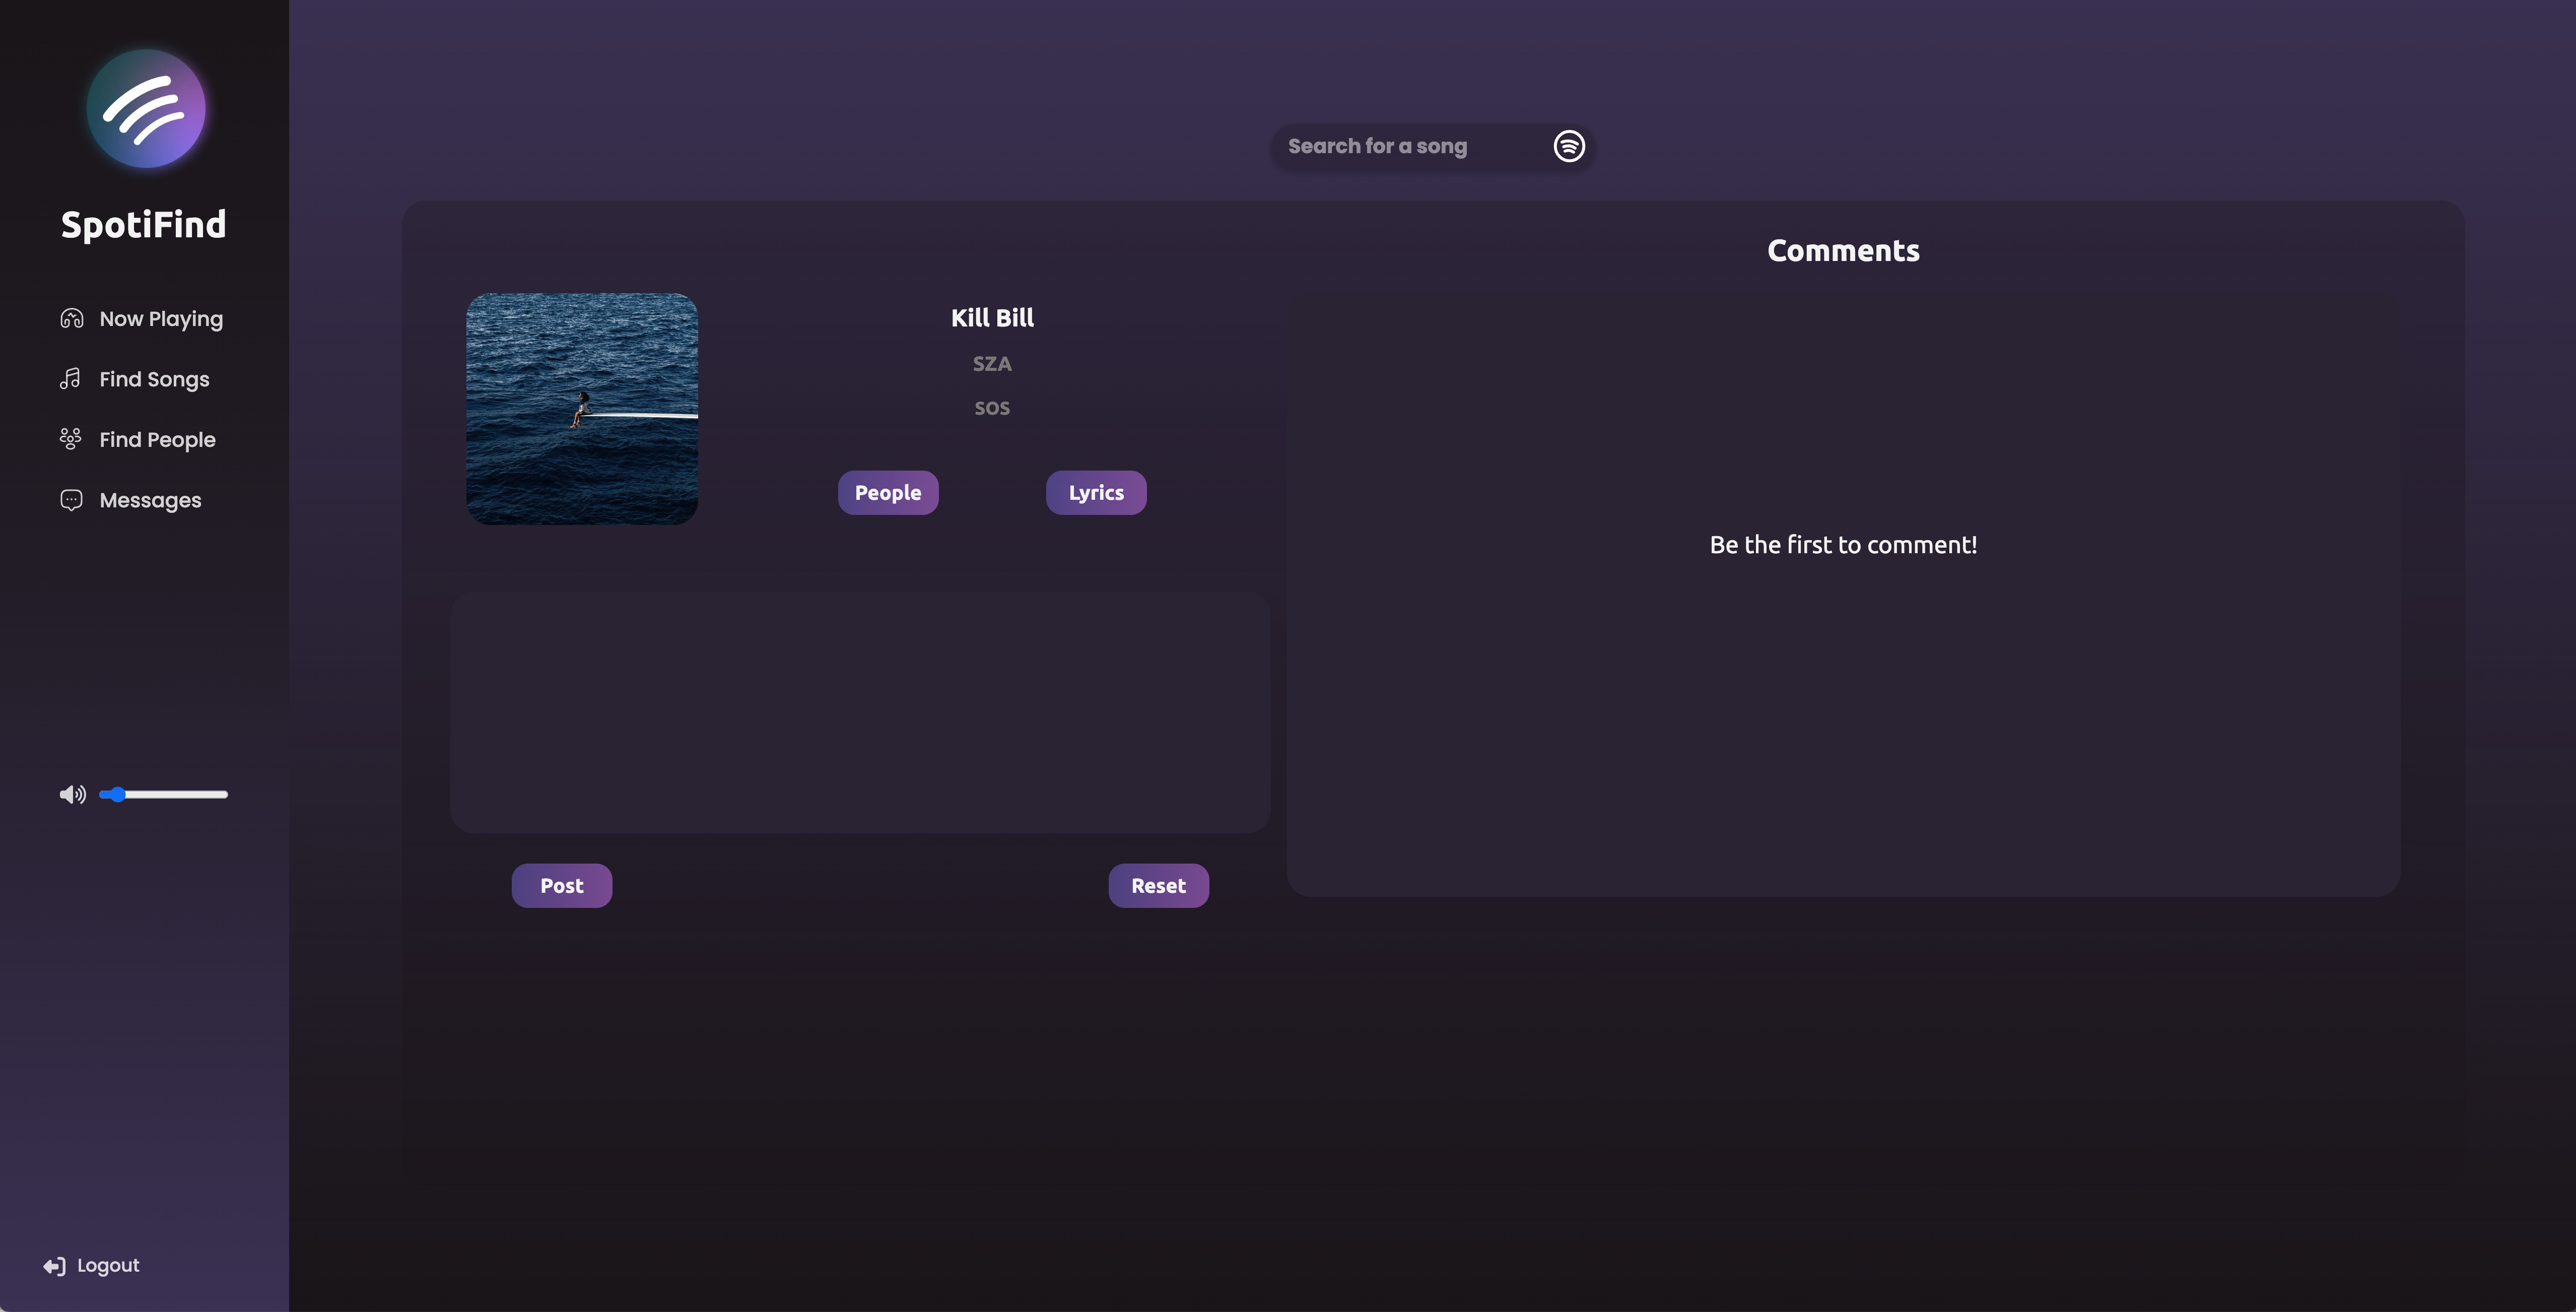 SpotiFind
Now Playing
Find Songs
Find People
Messages
Logout
Search for a song
Kill Bill
SZA
SOS
People
Lyrics
Post
Reset
Comments
Be the first to comment!